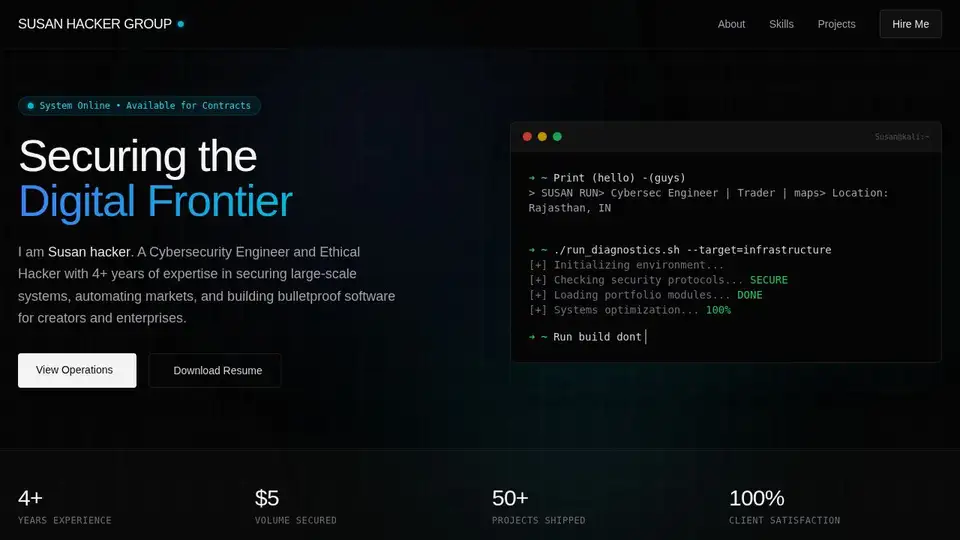 SUSAN HACKER GROUP
About Skills Projects Hire Me
System Online • Available for Contracts
Securing the
Digital Frontier
I am Susan hacker. A Cybersecurity Engineer and Ethical
Hacker with 4+ years of expertise in securing large-scale
systems, automating markets, and building bulletproof software
for creators and enterprises.
View Operations
Download Resume
Susan@kali:~
→ ~ Print (hello) -(guys)
> SUSAN RUN> Cybersec Engineer | Trader | maps> Location:
Rajasthan, IN
→ ~ ./run_diagnostics.sh --target=infrastructure
[+] Initializing environment...
[+] Checking security protocols... SECURE
[+] Loading portfolio modules... DONE
[+] Systems optimization... 100%
→ ~ Run build dont
4+
YEARS EXPERIENCE
$5
VOLUME SECURED
50+
PROJECTS SHIPPED
100%
CLIENT SATISFACTION